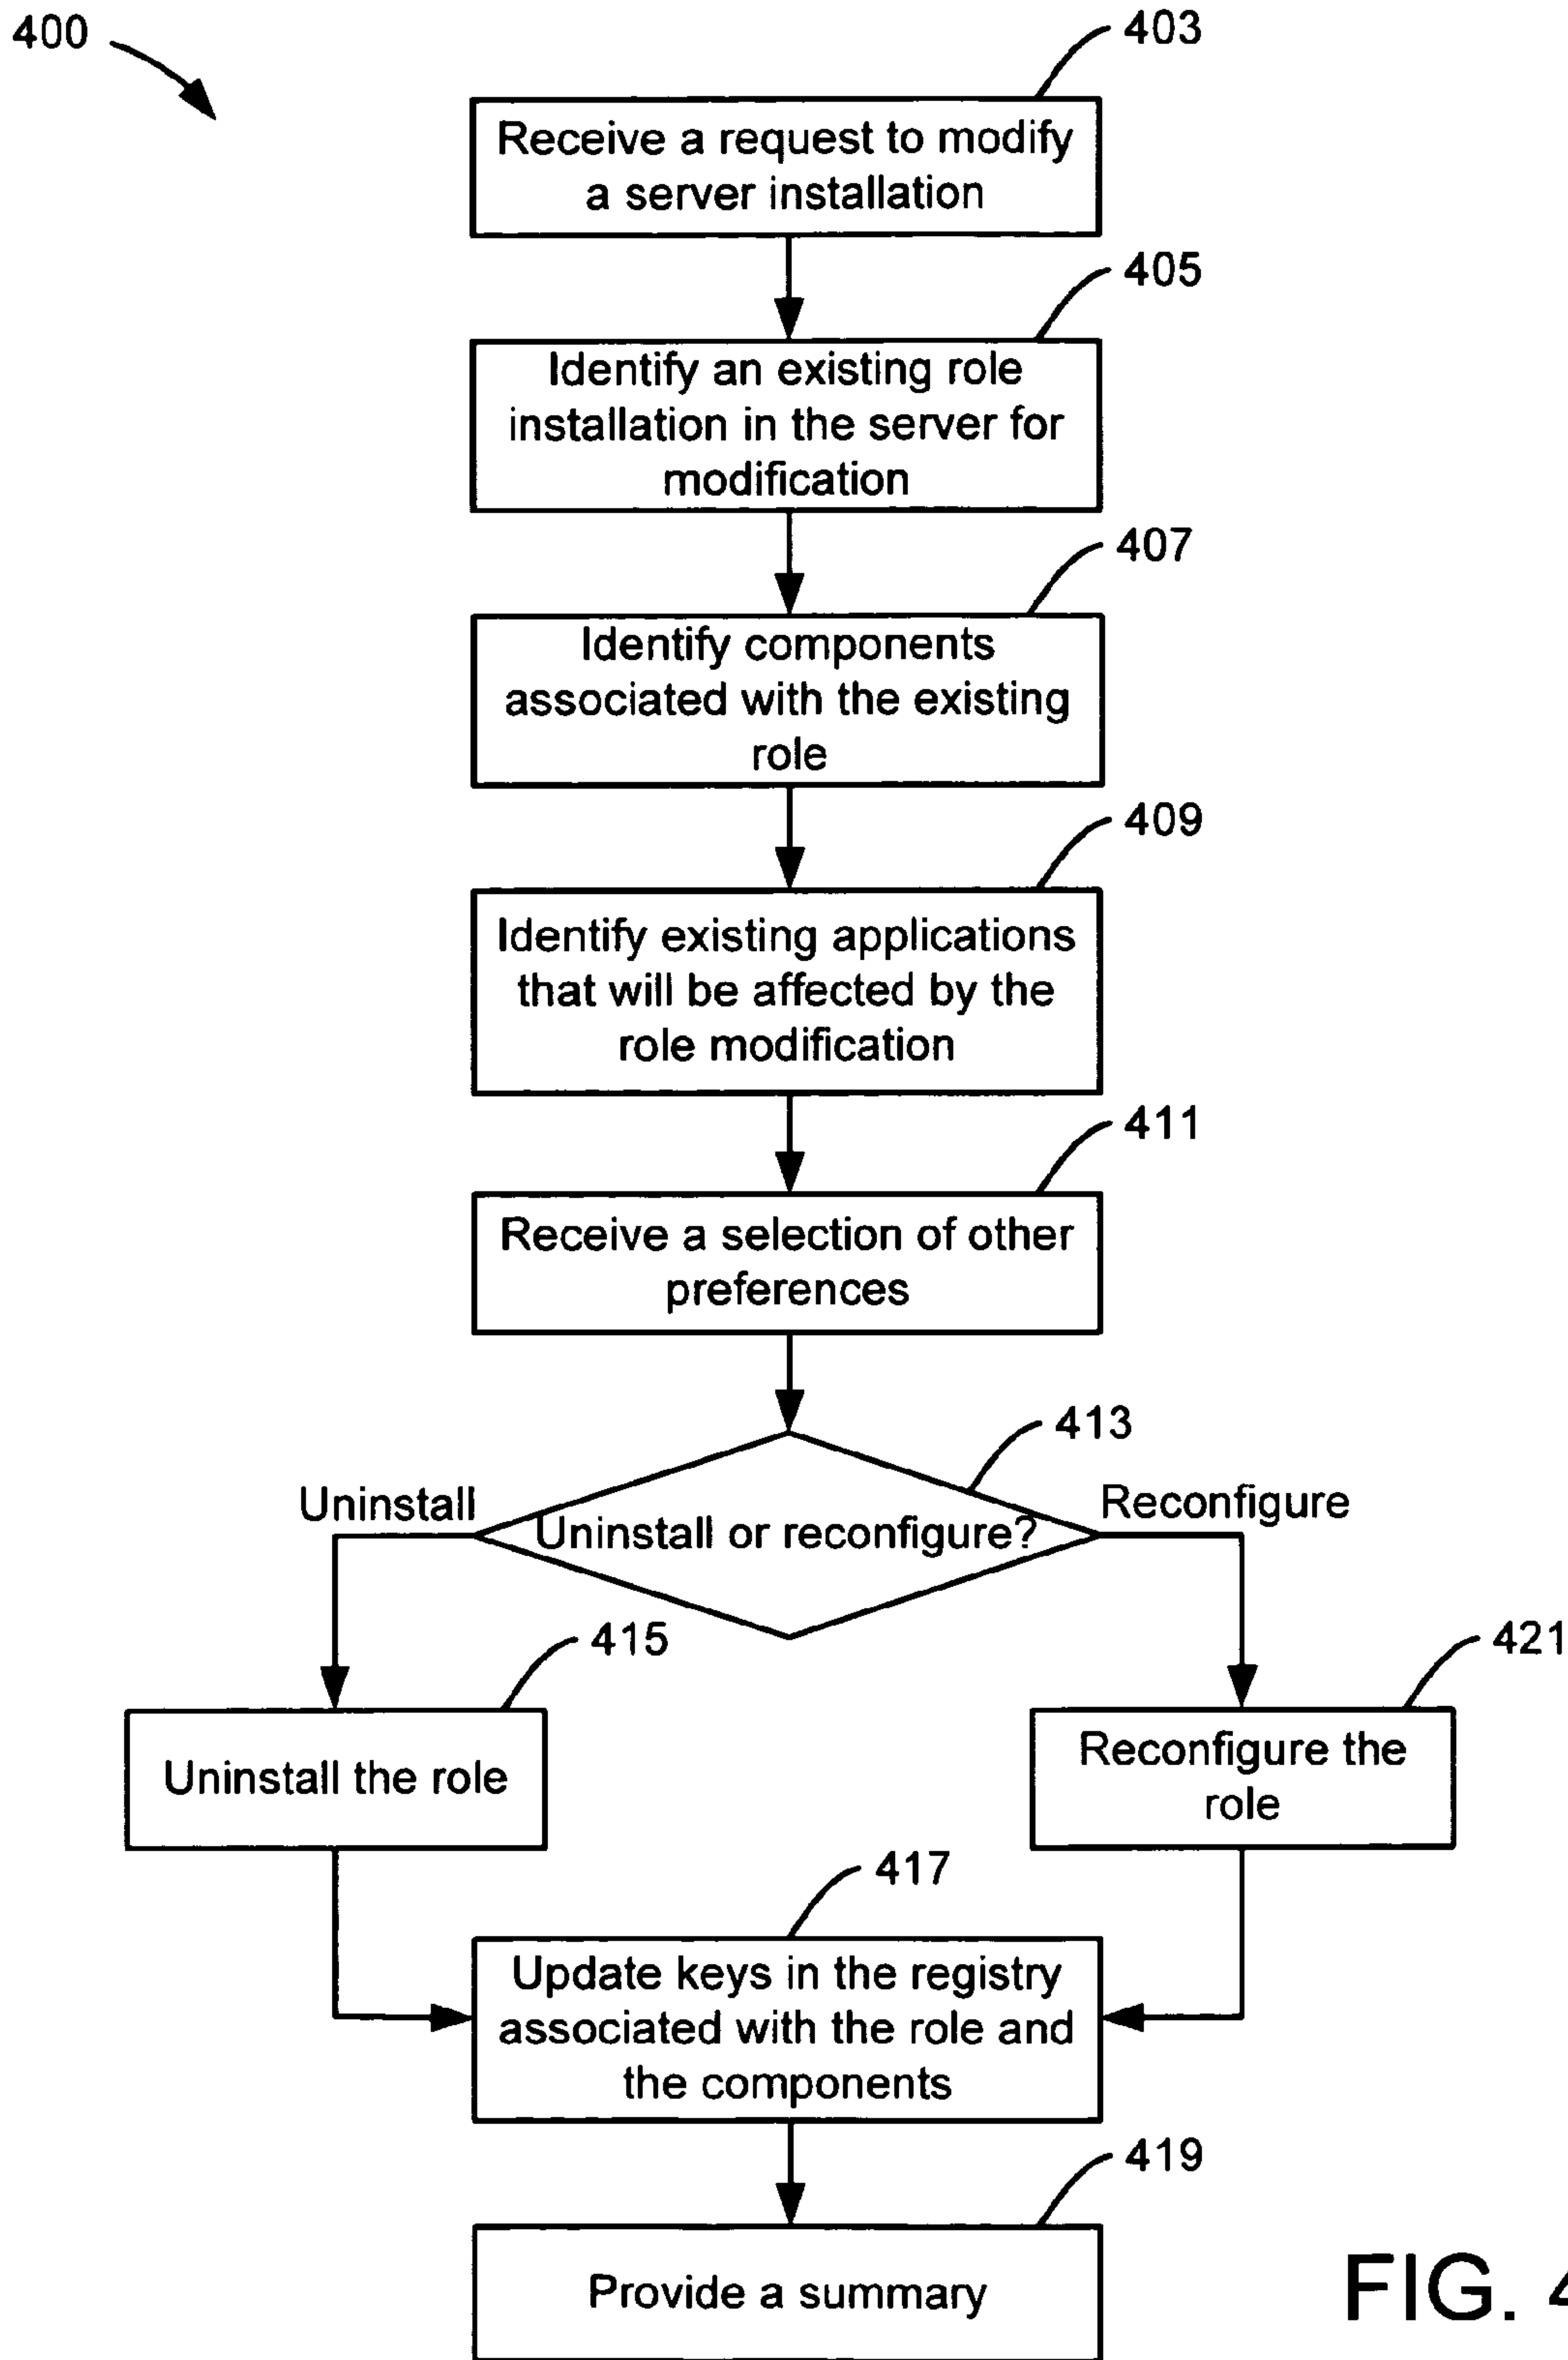 400
403
Receive a request to modify
a server installation
405
Identify an existing role
installation in the server for
modification
407
Identify components
associated with the existing
role
409
Identify existing applications
that will be affected by the
role modification
411
Receive a selection of other
preferences
413
Uninstall
Reconfigure
Uninstall or reconfigure?
415
421
Uninstall the role
Reconfigure the
role
417
Update keys in the registry
associated with the role and
the components
419
Provide a summary
FIG. 4